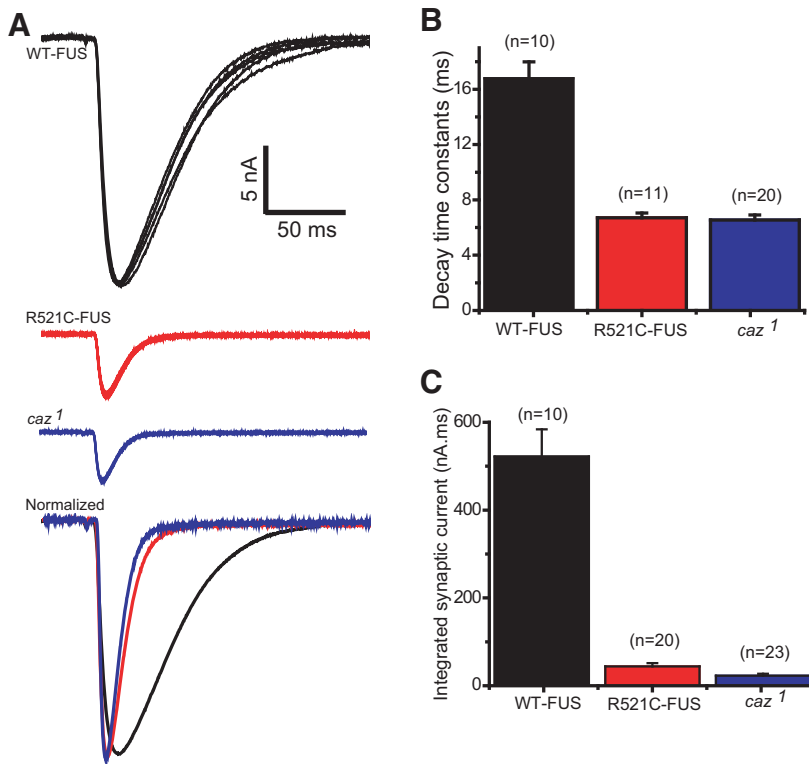 A
WT-FUS
5 nA
50 ms
R521C-FUS
caz 1
Normalized
B
Decay time constants (ms)
16
12
8
4
0
(n=10)
(n=11)
(n=20)
WT-FUS
R521C-FUS
caz 1
C
Integrated synaptic current (nA.ms)
600
400
200
0
(n=10)
(n=20)
(n=23)
WT-FUS
R521C-FUS
caz 1